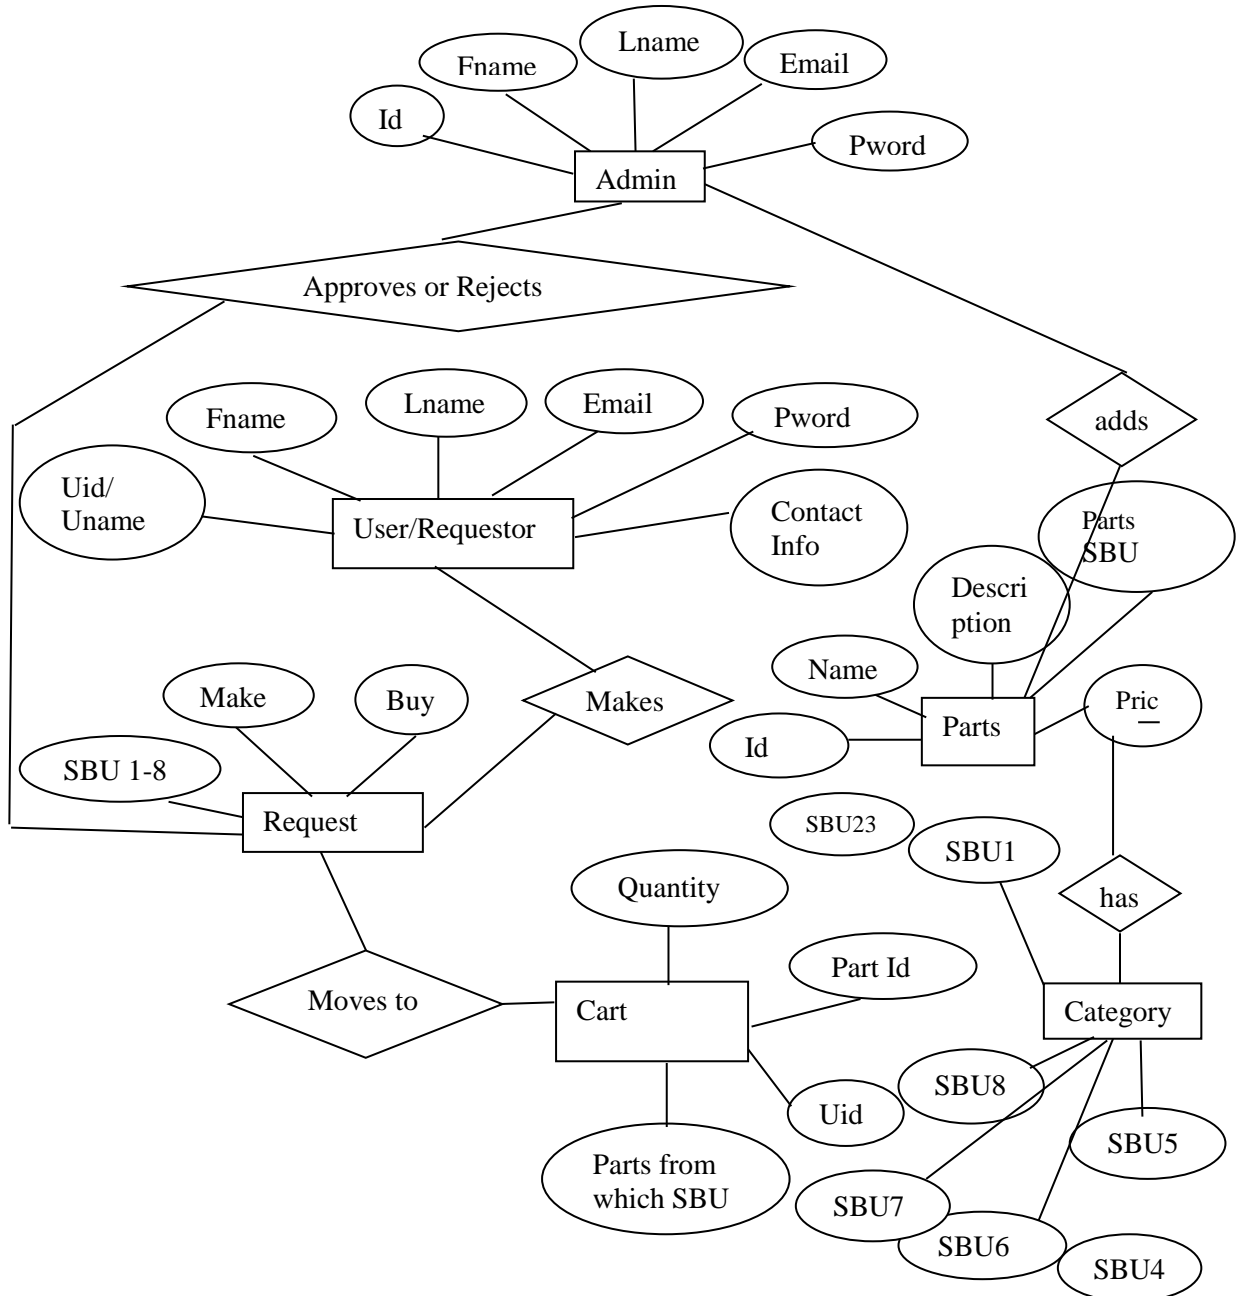 Lname
Fname
Email
Id
Pword
Admin
Approves or Rejects
Fname
Lname
Email
Pword
adds
Uid/
Uname
User/Requestor
Contact
Info
Parts
SBU
Descri
ption
Name
Make
Buy
Makes
Pric
Parts
Id
SBU 1-8
Request
SBU23
SBU1
Quantity
has
Part Id
Moves to
Cart
Category
SBU8
Uid
SBU5
Parts from
which SBU
SBU7
SBU6
SBU4